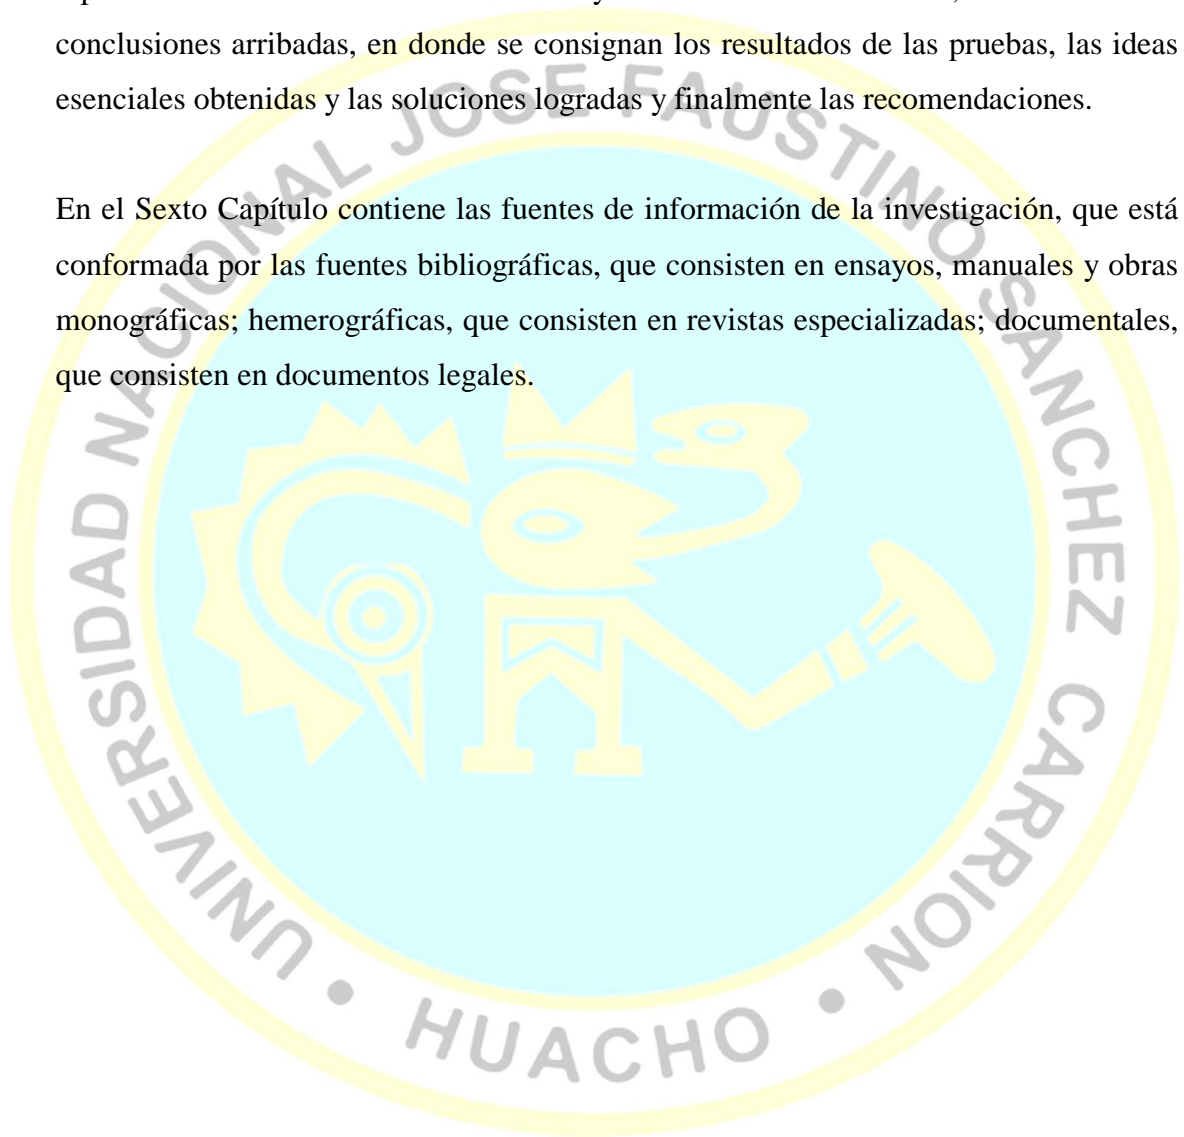 conclusiones arribadas, en donde se consignan los resultados de las pruebas, las ideas
esenciales obtenidas y las soluciones logradas y finalmente las recomendaciones.
En el Sexto Capítulo contiene las fuentes de información de la investigación, que está
conformada por las fuentes bibliográficas, que consisten en ensayos, manuales y obras
monográficas; hemerográficas, que consisten en revistas especializadas; documentales,
que consisten en documentos legales.
UNIVERSIDAD NACIONAL JOSE FAUSTINO SANCHEZ CARRION
• HUACHO •